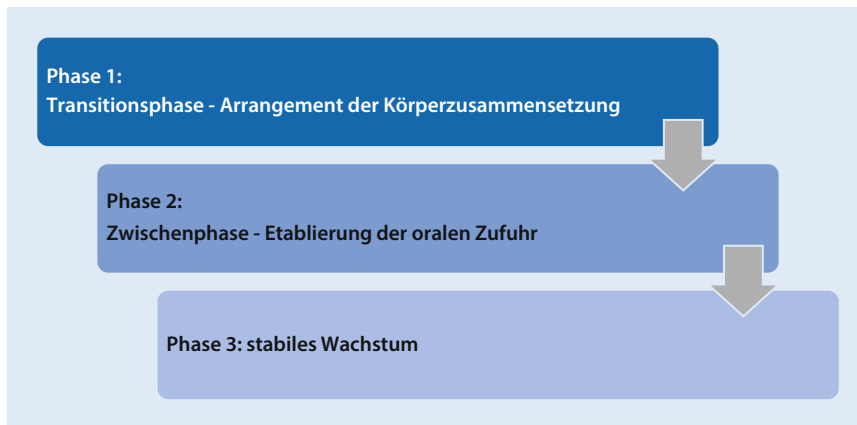 Phase 1:
Transitionsphase - Arrangement der Körperzusammensetzung
Phase 2:
Zwischenphase - Etablierung der oralen Zufuhr
Phase 3: stabiles Wachstum